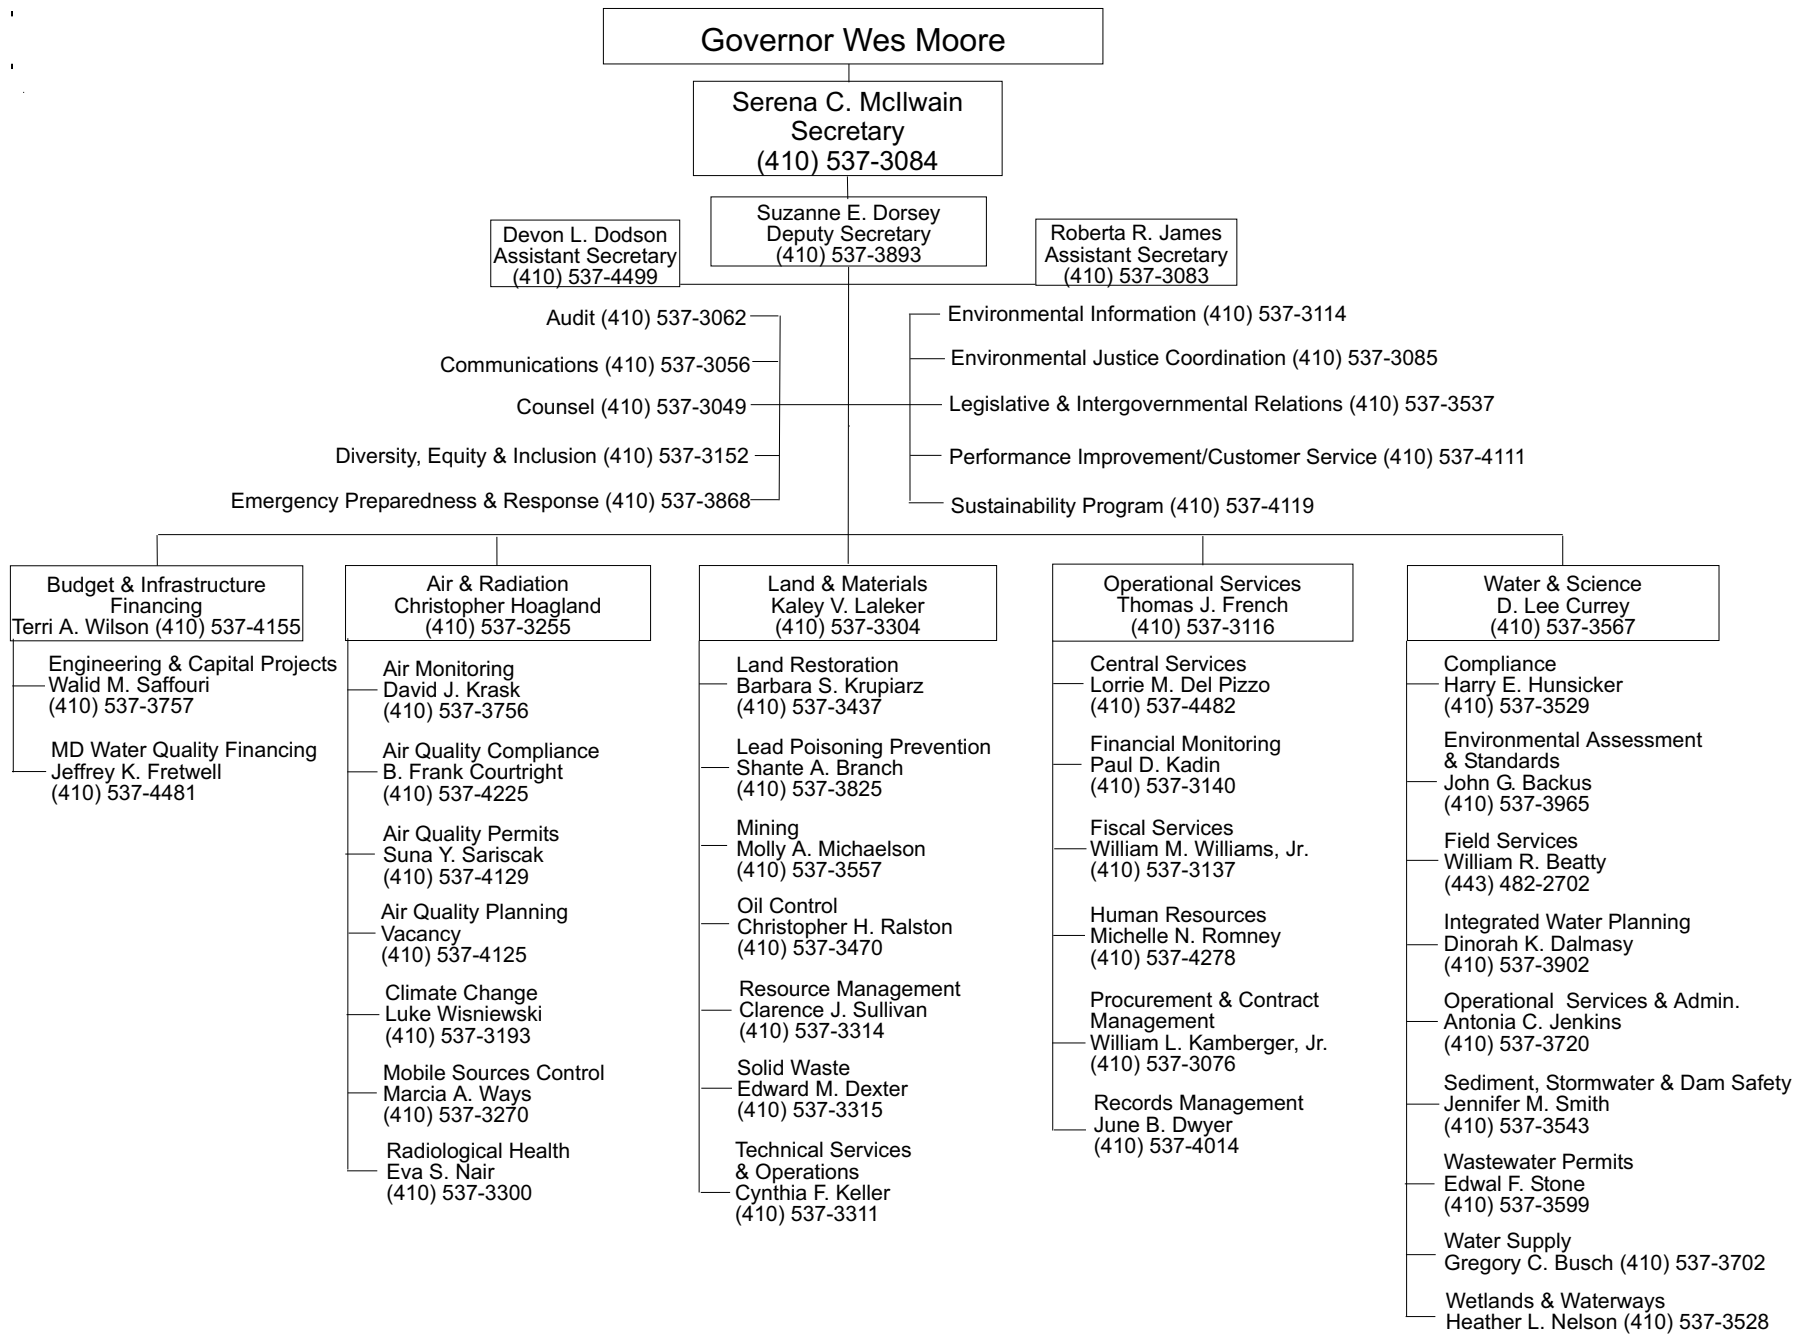 Governor Wes Moore
Serena C. McIlwain
Secretary
(410) 537-3084
Suzanne E. Dorsey
Deputy Secretary
(410) 537-3893
Devon L. Dodson
Assistant Secretary
(410) 537-4499
Roberta R. James
Assistant Secretary
(410) 537-3083
Audit (410) 537-3062
Communications (410) 537-3056
Counsel (410) 537-3049
Diversity, Equity & Inclusion (410) 537-3152
Emergency Preparedness & Response (410) 537-3868
Environmental Information (410) 537-3114
Environmental Justice Coordination (410) 537-3085
Legislative & Intergovernmental Relations (410) 537-3537
Performance Improvement/Customer Service (410) 537-4111
Sustainability Program (410) 537-4119
Budget & Infrastructure
Financing
Terri A. Wilson (410) 537-4155
Engineering & Capital Projects
Walid M. Saffouri
(410) 537-3757
MD Water Quality Financing
Jeffrey K. Fretwell
(410) 537-4481
Air & Radiation
Christopher Hoagland
(410) 537-3255
Air Monitoring
David J. Krask
(410) 537-3756
Air Quality Compliance
B. Frank Courtright
(410) 537-4225
Air Quality Permits
Suna Y. Sariscak
(410) 537-4129
Air Quality Planning
Vacancy
(410) 537-4125
Climate Change
Luke Wisniewski
(410) 537-3193
Mobile Sources Control
Marcia A. Ways
(410) 537-3270
Radiological Health
Eva S. Nair
(410) 537-3300
Land & Materials
Kaley V. Laleker
(410) 537-3304
Land Restoration
Barbara S. Krupiarz
(410) 537-3437
Lead Poisoning Prevention
Shante A. Branch
(410) 537-3825
Mining
Molly A. Michaelson
(410) 537-3557
Oil Control
Christopher H. Ralston
(410) 537-3470
Resource Management
Clarence J. Sullivan
(410) 537-3314
Solid Waste
Edward M. Dexter
(410) 537-3315
Technical Services
& Operations
Cynthia F. Keller
(410) 537-3311
Operational Services
Thomas J. French
(410) 537-3116
Central Services
Lorrie M. Del Pizzo
(410) 537-4482
Financial Monitoring
Paul D. Kadin
(410) 537-3140
Fiscal Services
William M. Williams, Jr.
(410) 537-3137
Human Resources
Michelle N. Romney
(410) 537-4278
Procurement & Contract
Management
William L. Kamberger, Jr.
(410) 537-3076
Records Management
June B. Dwyer
(410) 537-4014
Water & Science
D. Lee Currey
(410) 537-3567
Compliance
Harry E. Hunsicker
(410) 537-3529
Environmental Assessment
& Standards
John G. Backus
(410) 537-3965
Field Services
William R. Beatty
(443) 482-2702
Integrated Water Planning
Dinorah K. Dalmasy
(410) 537-3902
Operational Services & Admin.
Antonia C. Jenkins
(410) 537-3720
Sediment, Stormwater & Dam Safety
Jennifer M. Smith
(410) 537-3543
Wastewater Permits
Edwal F. Stone
(410) 537-3599
Water Supply
Gregory C. Busch (410) 537-3702
Wetlands & Waterways
Heather L. Nelson (410) 537-3528